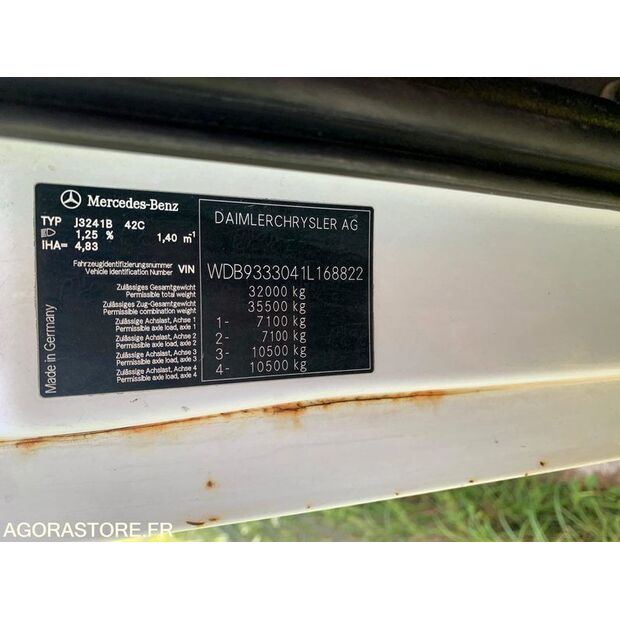 Mercedes-Benz
TYP J3241B 42C
1,25 % 1,40 m⁻¹
IHA= 4,83
DAIMLERCHRYSLER AG
Fahrzeugidentifizierungsnummer
Vehicle Identification Number VIN WDB9333041L168822
Zulässiges Gesamtgewicht
Permissible total weight 32000 kg
Zulässiges Zug-Gesamtgewicht
Permissible combination weight 35500 kg
Zulässige Achslast, Achse 1
Permissible axle load, axle 1 1- 7100 kg
Zulässige Achslast, Achse 2
Permissible axle load, axle 2 2- 7100 kg
Zulässige Achslast, Achse 3
Permissible axle load, axle 3 3- 10500 kg
Zulässige Achslast, Achse 4
Permissible axle load, axle 4 4- 10500 kg
Made in Germany
AGORASTORE.FR